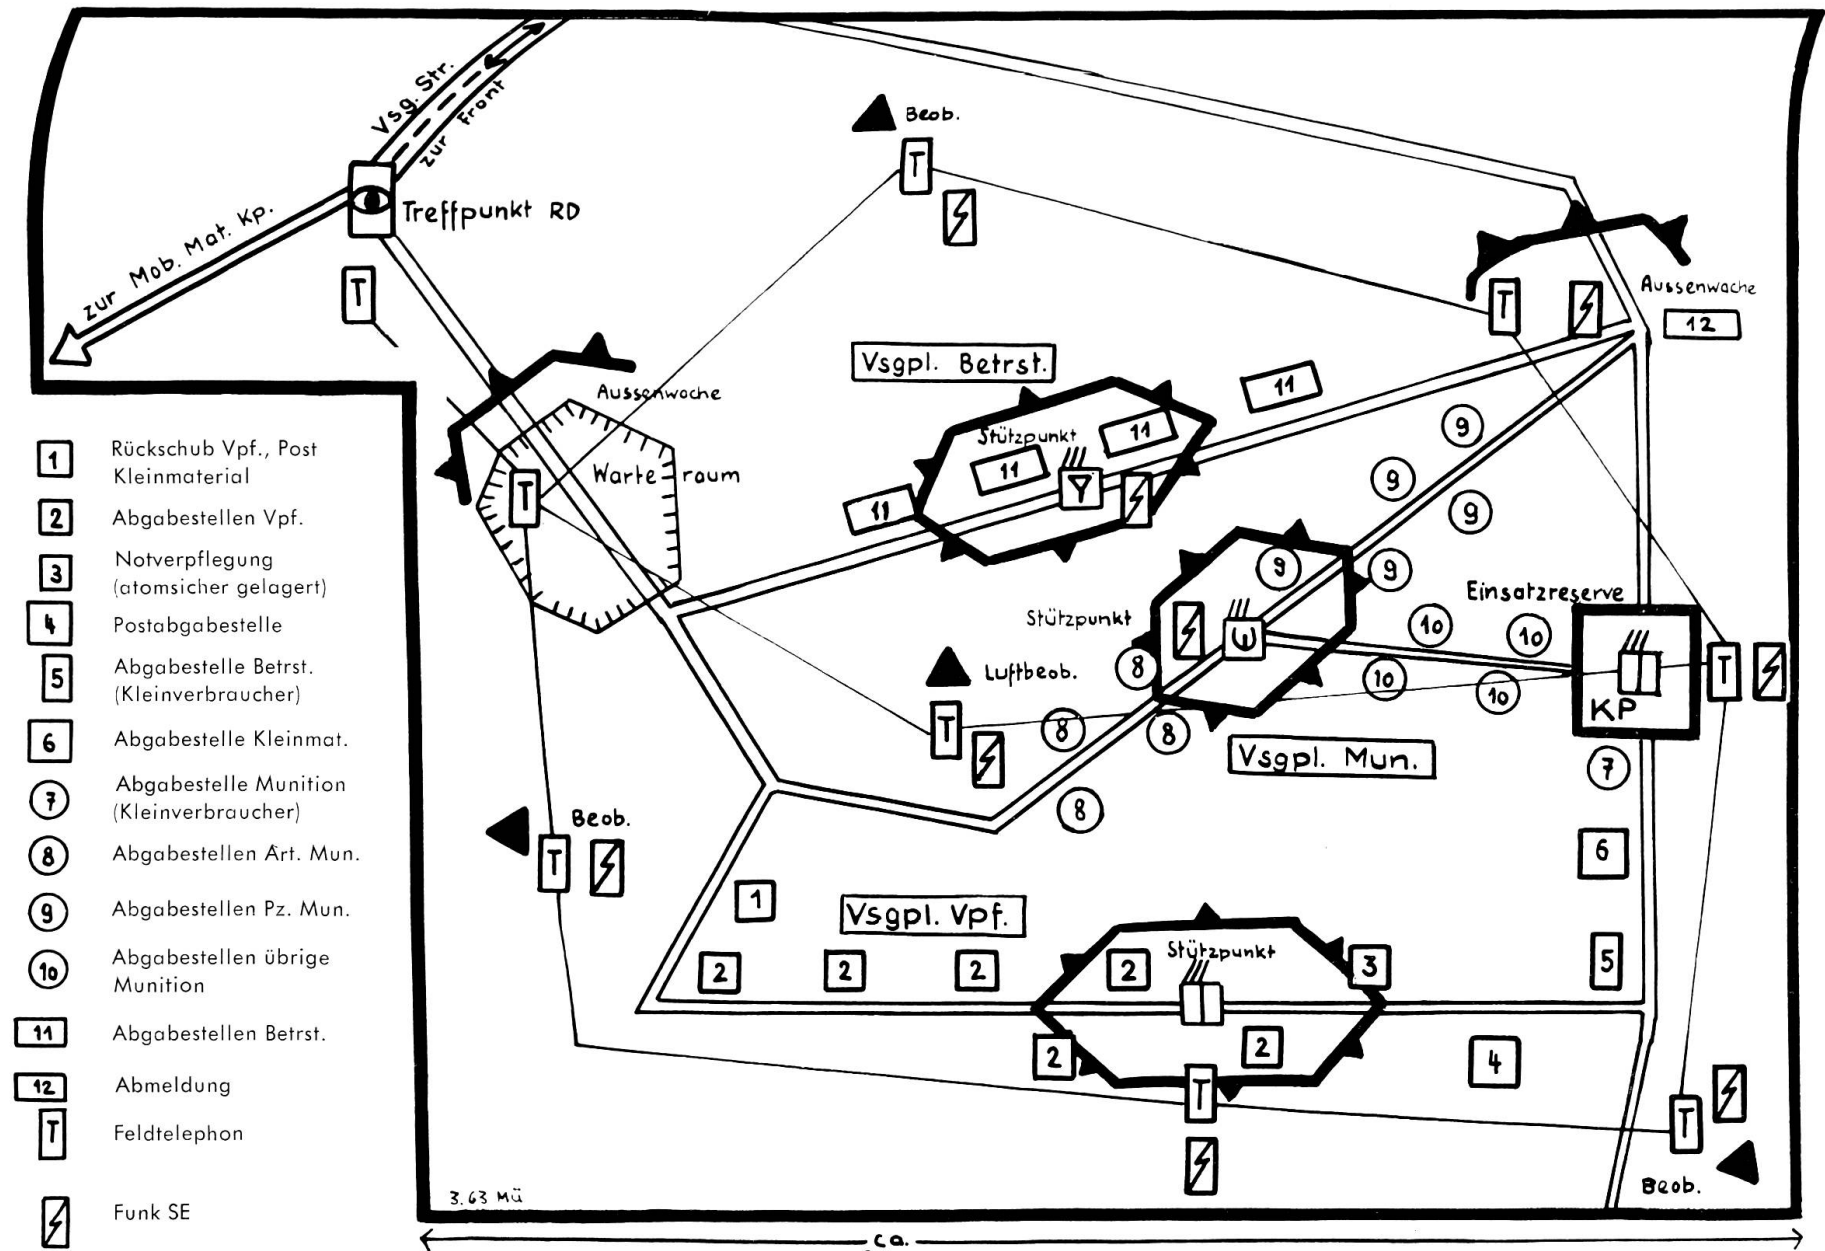 Vsg. Str.
zur Front
Beob.
T
Treffpunkt RD
zur Mob. Mat. Kp.
T
T
Aussenwache
12
Vsgpl. Betrst.
11
Aussenwache
Stützpunkt
11
11
11
Warteraum
T
9
9
9
9
9
Einsatzreserve
10
10
10
10
KP
T
Stützpunkt
8
8
8
8
Luftbeob.
T
Vsgpl. Mun.
7
6
5
Beob.
T
1
Vsgpl. Vpf.
2
2
2
2
Stützpunkt
3
2
2
4
T
T
Beob.
3.63 Mü
ca.
1 Rückschub Vpf., Post
Kleinmaterial
2 Abgabestellen Vpf.
3 Notverpflegung
(atomsicher gelagert)
4 Postabgabestelle
5 Abgabestelle Betrst.
(Kleinverbraucher)
6 Abgabestelle Kleinmat.
7 Abgabestelle Munition
(Kleinverbraucher)
8 Abgabestellen Art. Mun.
9 Abgabestellen Pz. Mun.
10 Abgabestellen übrige
Munition
11 Abgabestellen Betrst.
12 Abmeldung
T Feldtelephon
Funk SE